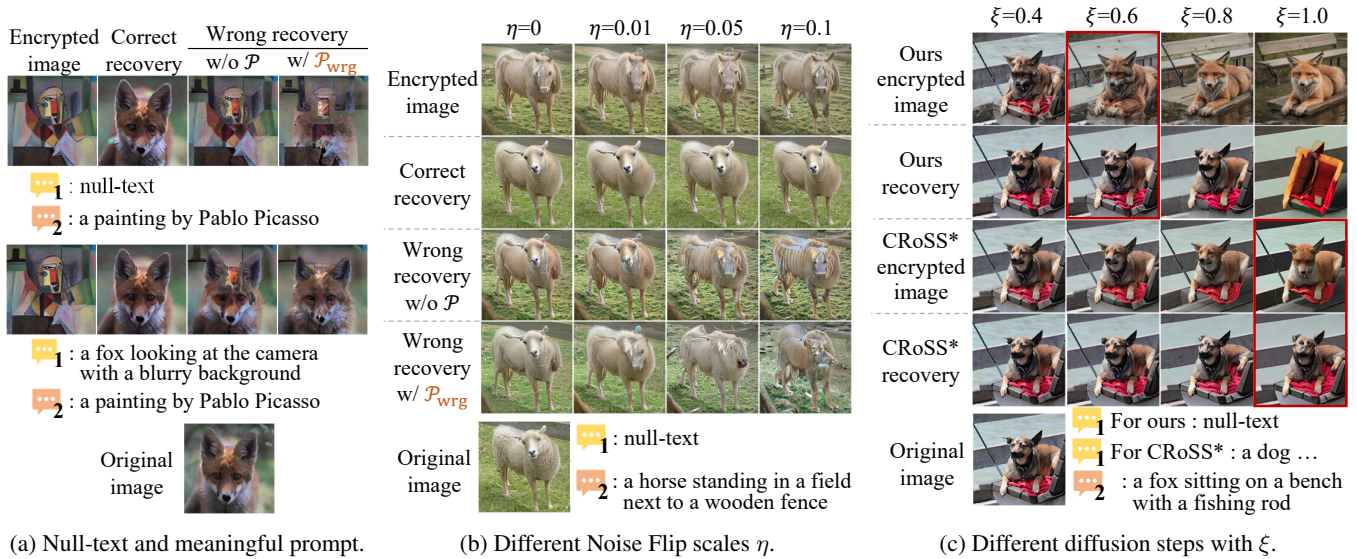 Encrypted
image
Correct
recovery
Wrong recovery
w/o 𝒫
w/ 𝒫wrg
1 : null-text
2 : a painting by Pablo Picasso
1 : a fox looking at the camera
with a blurry background
2 : a painting by Pablo Picasso
Original
image
(a) Null-text and meaningful prompt.
η=0
η=0.01
η=0.05
η=0.1
Encrypted
image
Correct
recovery
Wrong
recovery
w/o 𝒫
Wrong
recovery
w/ 𝒫wrg
Original
image
1 : null-text
2 : a horse standing in a field
next to a wooden fence
(b) Different Noise Flip scales η.
ξ=0.4
ξ=0.6
ξ=0.8
ξ=1.0
Ours
encrypted
image
Ours
recovery
CRoSS*
encrypted
image
CRoSS*
recovery
Original
image
1 For ours : null-text
1 For CRoSS* : a dog …
2 : a fox sitting on a bench
with a fishing rod
(c) Different diffusion steps with ξ.